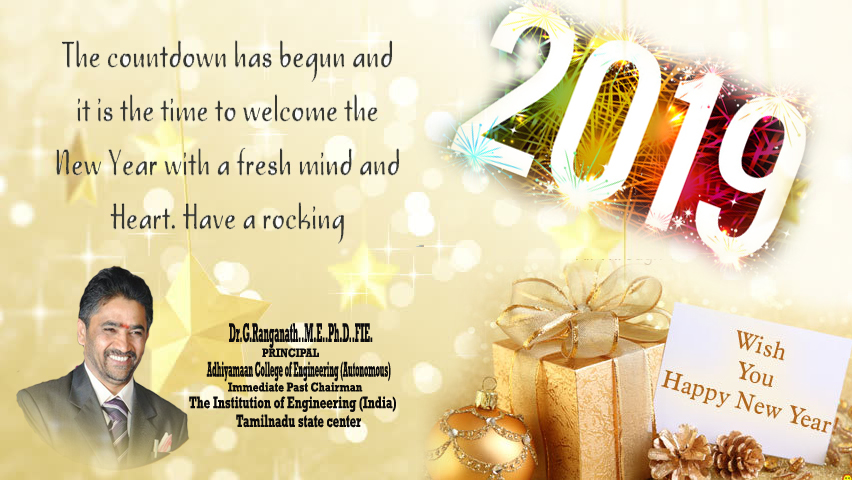 The countdown has begun and
it is the time to welcome the
New Year with a fresh mind and
Heart. Have a rocking
2019
Dr.G.Ranganath..M.E..Ph.D..FIE.
PRINCIPAL
Adhiyamaan College of Engineering (Autonomous)
Immediate Past Chairman
The Institution of Engineering (India)
Tamilnadu state center
Wish
You
Happy New Year